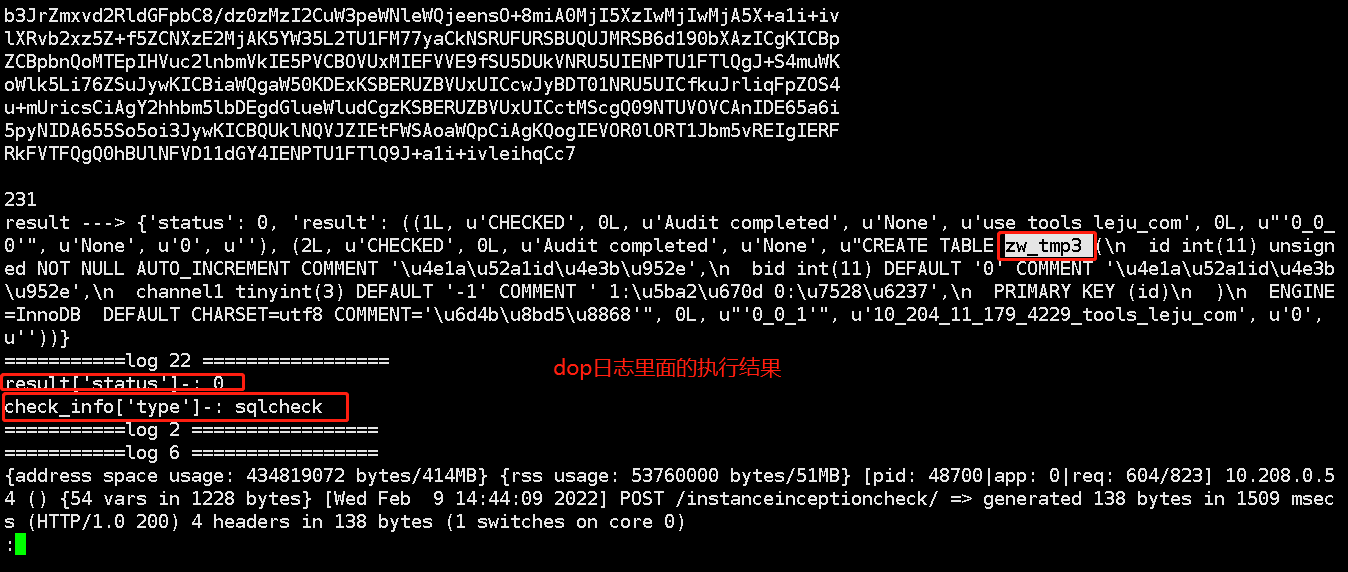 b3JrZmxvd2RldGFpbC8/dz0zMzI2CuW3peWNleWQjeensO+8miA0MjI5XzIwMjIwMjA5X+a1i+iv
lXRvb2xz5Z+f5ZCNXzE2MjAK5YW35L2TU1FM77yaCkNSRUFURSBUQUJMRSB6d190bXAzICgKICBp
ZCBpbnQoMTEpIHVuc2lnbmVkIE5PVCBOVUxMIEFVVE9fSU5DUkVNRU5UIENPTU1FTlQgJ+S4muWK
oWlk5Li76ZSuJywKICBiaWQgaW50KDExKSBERUZBVUxUICcwJyBDT01NRU5UICfkuJrliqFpZOS4
u+mUricsCiAgY2hhbm5lbDEgdGlueWludCgzKSBERUZBVUxUICctMScgQ09NTUVOVCAnIDE65a6i
5pyNIDA655So5oi3JywKICBQUklNQVJZIEtFWSAoaWQpCiAgKQogIEVOR0lORT1Jbm5vREIgIERF
RkFVTFQgQ0hBUlNFVD11dGY4IENPTU1FTlQ9J+a1i+ivleihqCc7
231
result ---> {'status': 0, 'result': ((1L, u'CHECKED', 0L, u'Audit completed', u'None', u'use tools_leju_com', 0L, u"'0_0_
0'", u'None', u'0', u''), (2L, u'CHECKED', 0L, u'Audit completed', u'None', u"CREATE TABLE zw_tmp3 (\n  id int(11) unsign
ed NOT NULL AUTO_INCREMENT COMMENT '\u4e1a\u52a1id\u4e3b\u952e',\n  bid int(11) DEFAULT '0' COMMENT '\u4e1a\u52a1id\u4e3b
\u952e',\n  channel1 tinyint(3) DEFAULT '-1' COMMENT ' 1:\u5ba2\u670d 0:\u7528\u6237',\n  PRIMARY KEY (id)\n  )\n  ENGINE
=InnoDB  DEFAULT CHARSET=utf8 COMMENT='\u6d4b\u8bd5\u8868'", 0L, u"'0_0_1'", u'10_204_11_179_4229_tools_leju_com', u'0',
u''))}
===========log 22 =================
dop日志里面的执行结果
result['status']-: 0
check_info['type']-: sqlcheck
===========log 2 =================
===========log 6 =================
{address space usage: 434819072 bytes/414MB} {rss usage: 53760000 bytes/51MB} [pid: 48700|app: 0|req: 604/823] 10.208.0.5
4 () {54 vars in 1228 bytes} [Wed Feb  9 14:44:09 2022] POST /instanceinceptioncheck/ => generated 138 bytes in 1509 msec
s (HTTP/1.0 200) 4 headers in 138 bytes (1 switches on core 0)
: